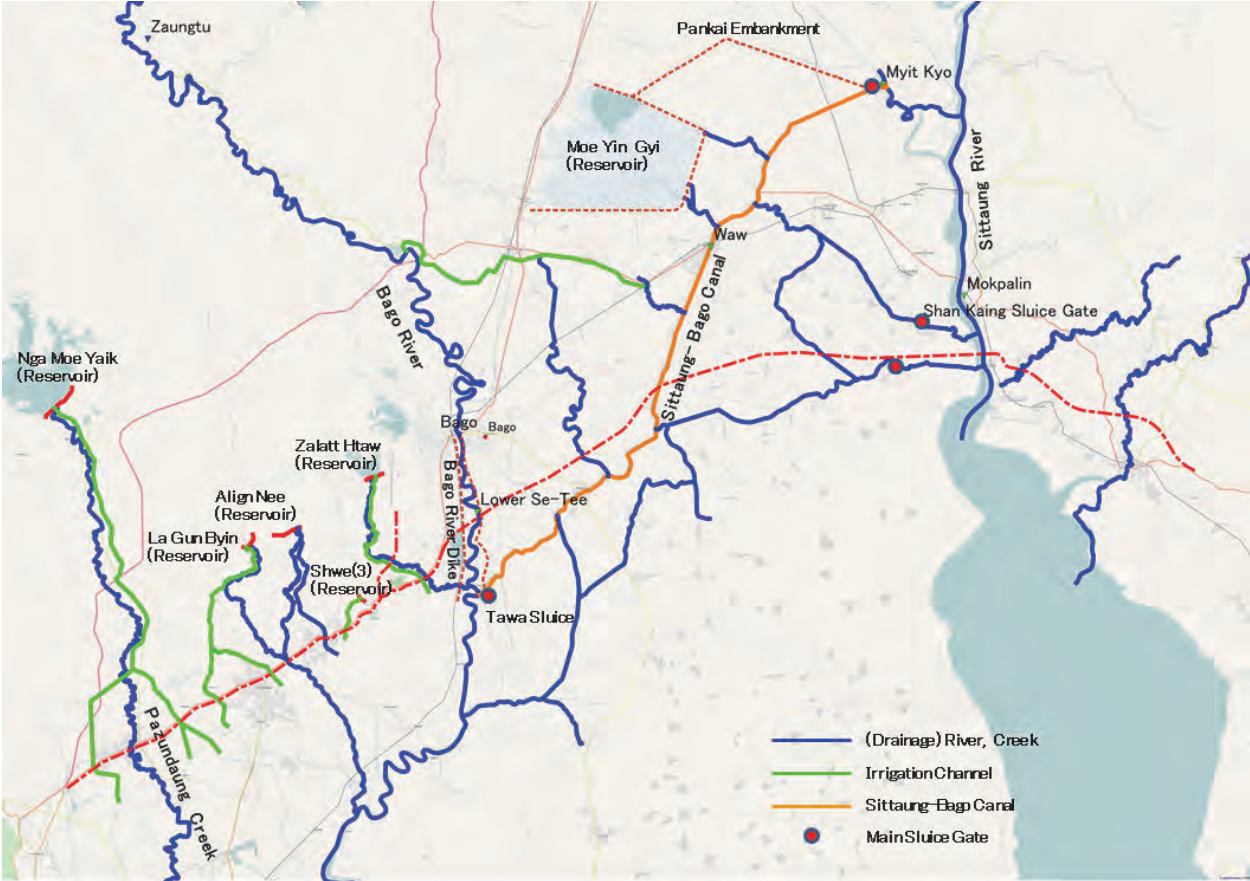 Zaungtu
Pankai Embankment
Myit Kyo
Moe Yin Gyi
(Reservoir)
Sittaung River
Waw
Mokpalin
Shan Kaing Sluice Gate
Sittaung-Bago Canal
Bago River
Nga Moe Yaik
(Reservoir)
Bago
Bago
Zalatt Htaw
(Reservoir)
Bago River Dike
Lower Se-Tee
Align Nee
(Reservoir)
La Gun Byin
(Reservoir)
Shwe(3)
(Reservoir)
Tawa Sluice
Pazundaung Creek
(Drainage) River, Creek
Irrigation Channel
Sittaung-Bago Canal
Main Sluice Gate